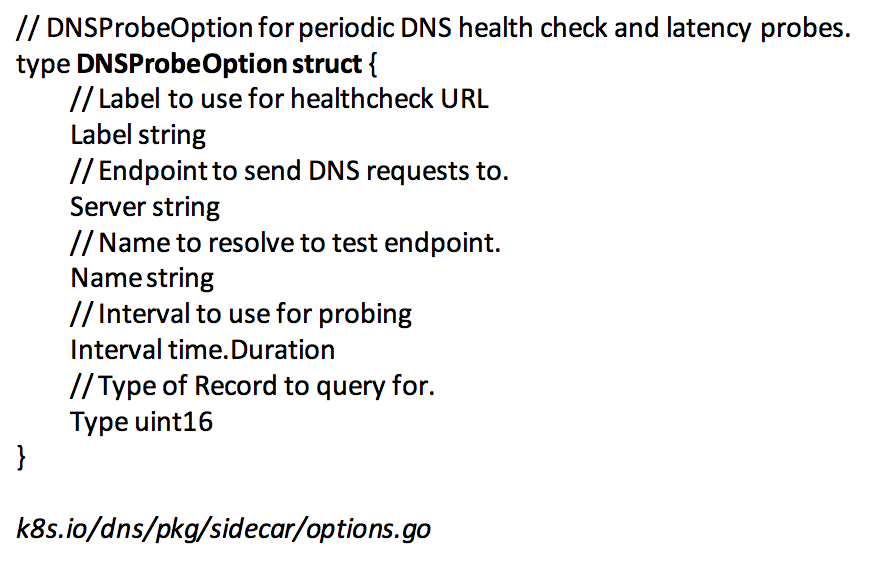 // DNSProbeOption for periodic DNS health check and latency probes.
type DNSProbeOption struct {
// Label to use for healthcheck URL
Label string
// Endpoint to send DNS requests to.
Server string
// Name to resolve to test endpoint.
Name string
// Interval to use for probing
Interval time.Duration
// Type of Record to query for.
Type uint16
}
k8s.io/dns/pkg/sidecar/options.go